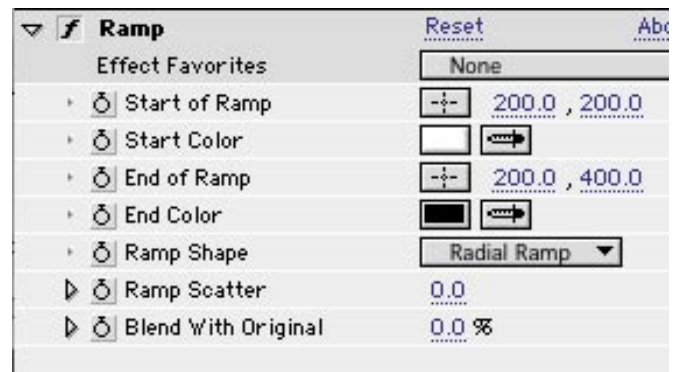 Ramp Reset
Effect Favorites None
Start of Ramp 200.0 , 200.0
Start Color
End of Ramp 200.0 , 400.0
End Color
Ramp Shape Radial Ramp
Ramp Scatter 0.0
Blend With Original 0.0 %